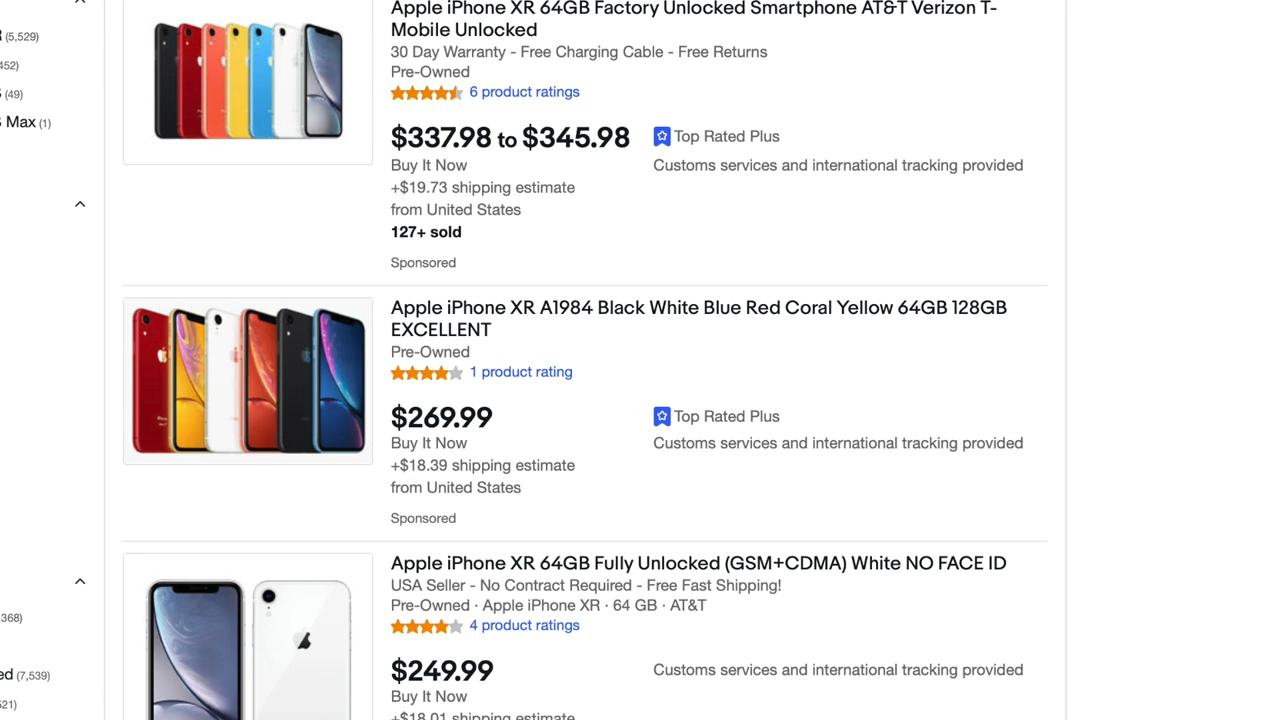 (5,529)
(49)
Max (1)
(7,539)
Apple iPhone XR 64GB Factory Unlocked Smartphone AT&T Verizon T-
Mobile Unlocked
30 Day Warranty - Free Charging Cable - Free Returns
Pre-Owned
6 product ratings
$337.98 to $345.98
Top Rated Plus
Buy It Now
Customs services and international tracking provided
+$19.73 shipping estimate
from United States
127+ sold
Sponsored
Apple iPhone XR A1984 Black White Blue Red Coral Yellow 64GB 128GB
EXCELLENT
Pre-Owned
1 product rating
$269.99
Top Rated Plus
Buy It Now
Customs services and international tracking provided
+$18.39 shipping estimate
from United States
Sponsored
Apple iPhone XR 64GB Fully Unlocked (GSM+CDMA) White NO FACE ID
USA Seller - No Contract Required - Free Fast Shipping!
Pre-Owned · Apple iPhone XR · 64 GB · AT&T
4 product ratings
$249.99
Customs services and international tracking provided
Buy It Now
+$18.01 shipping estimate